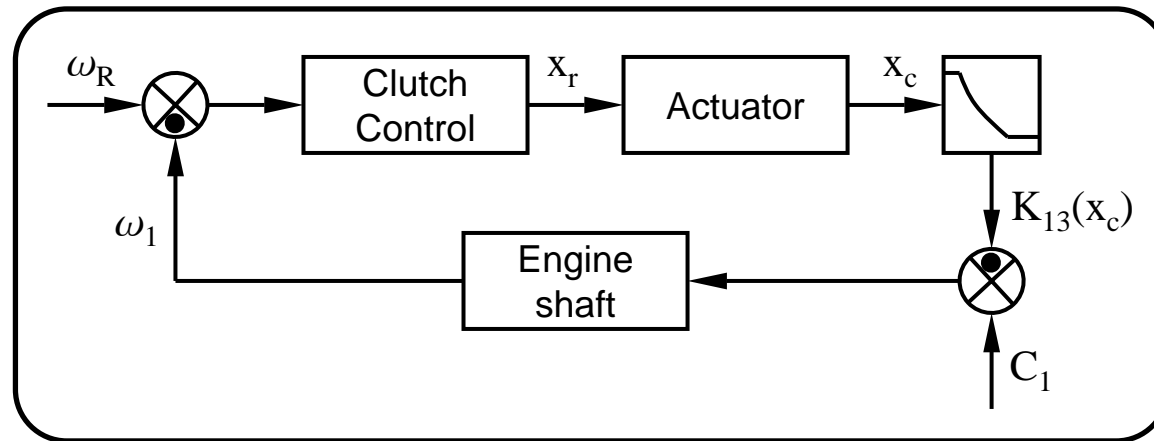 ω_R
Clutch
Control
x_r
Actuator
x_c
K_13(x_c)
ω_1
Engine
shaft
C_1